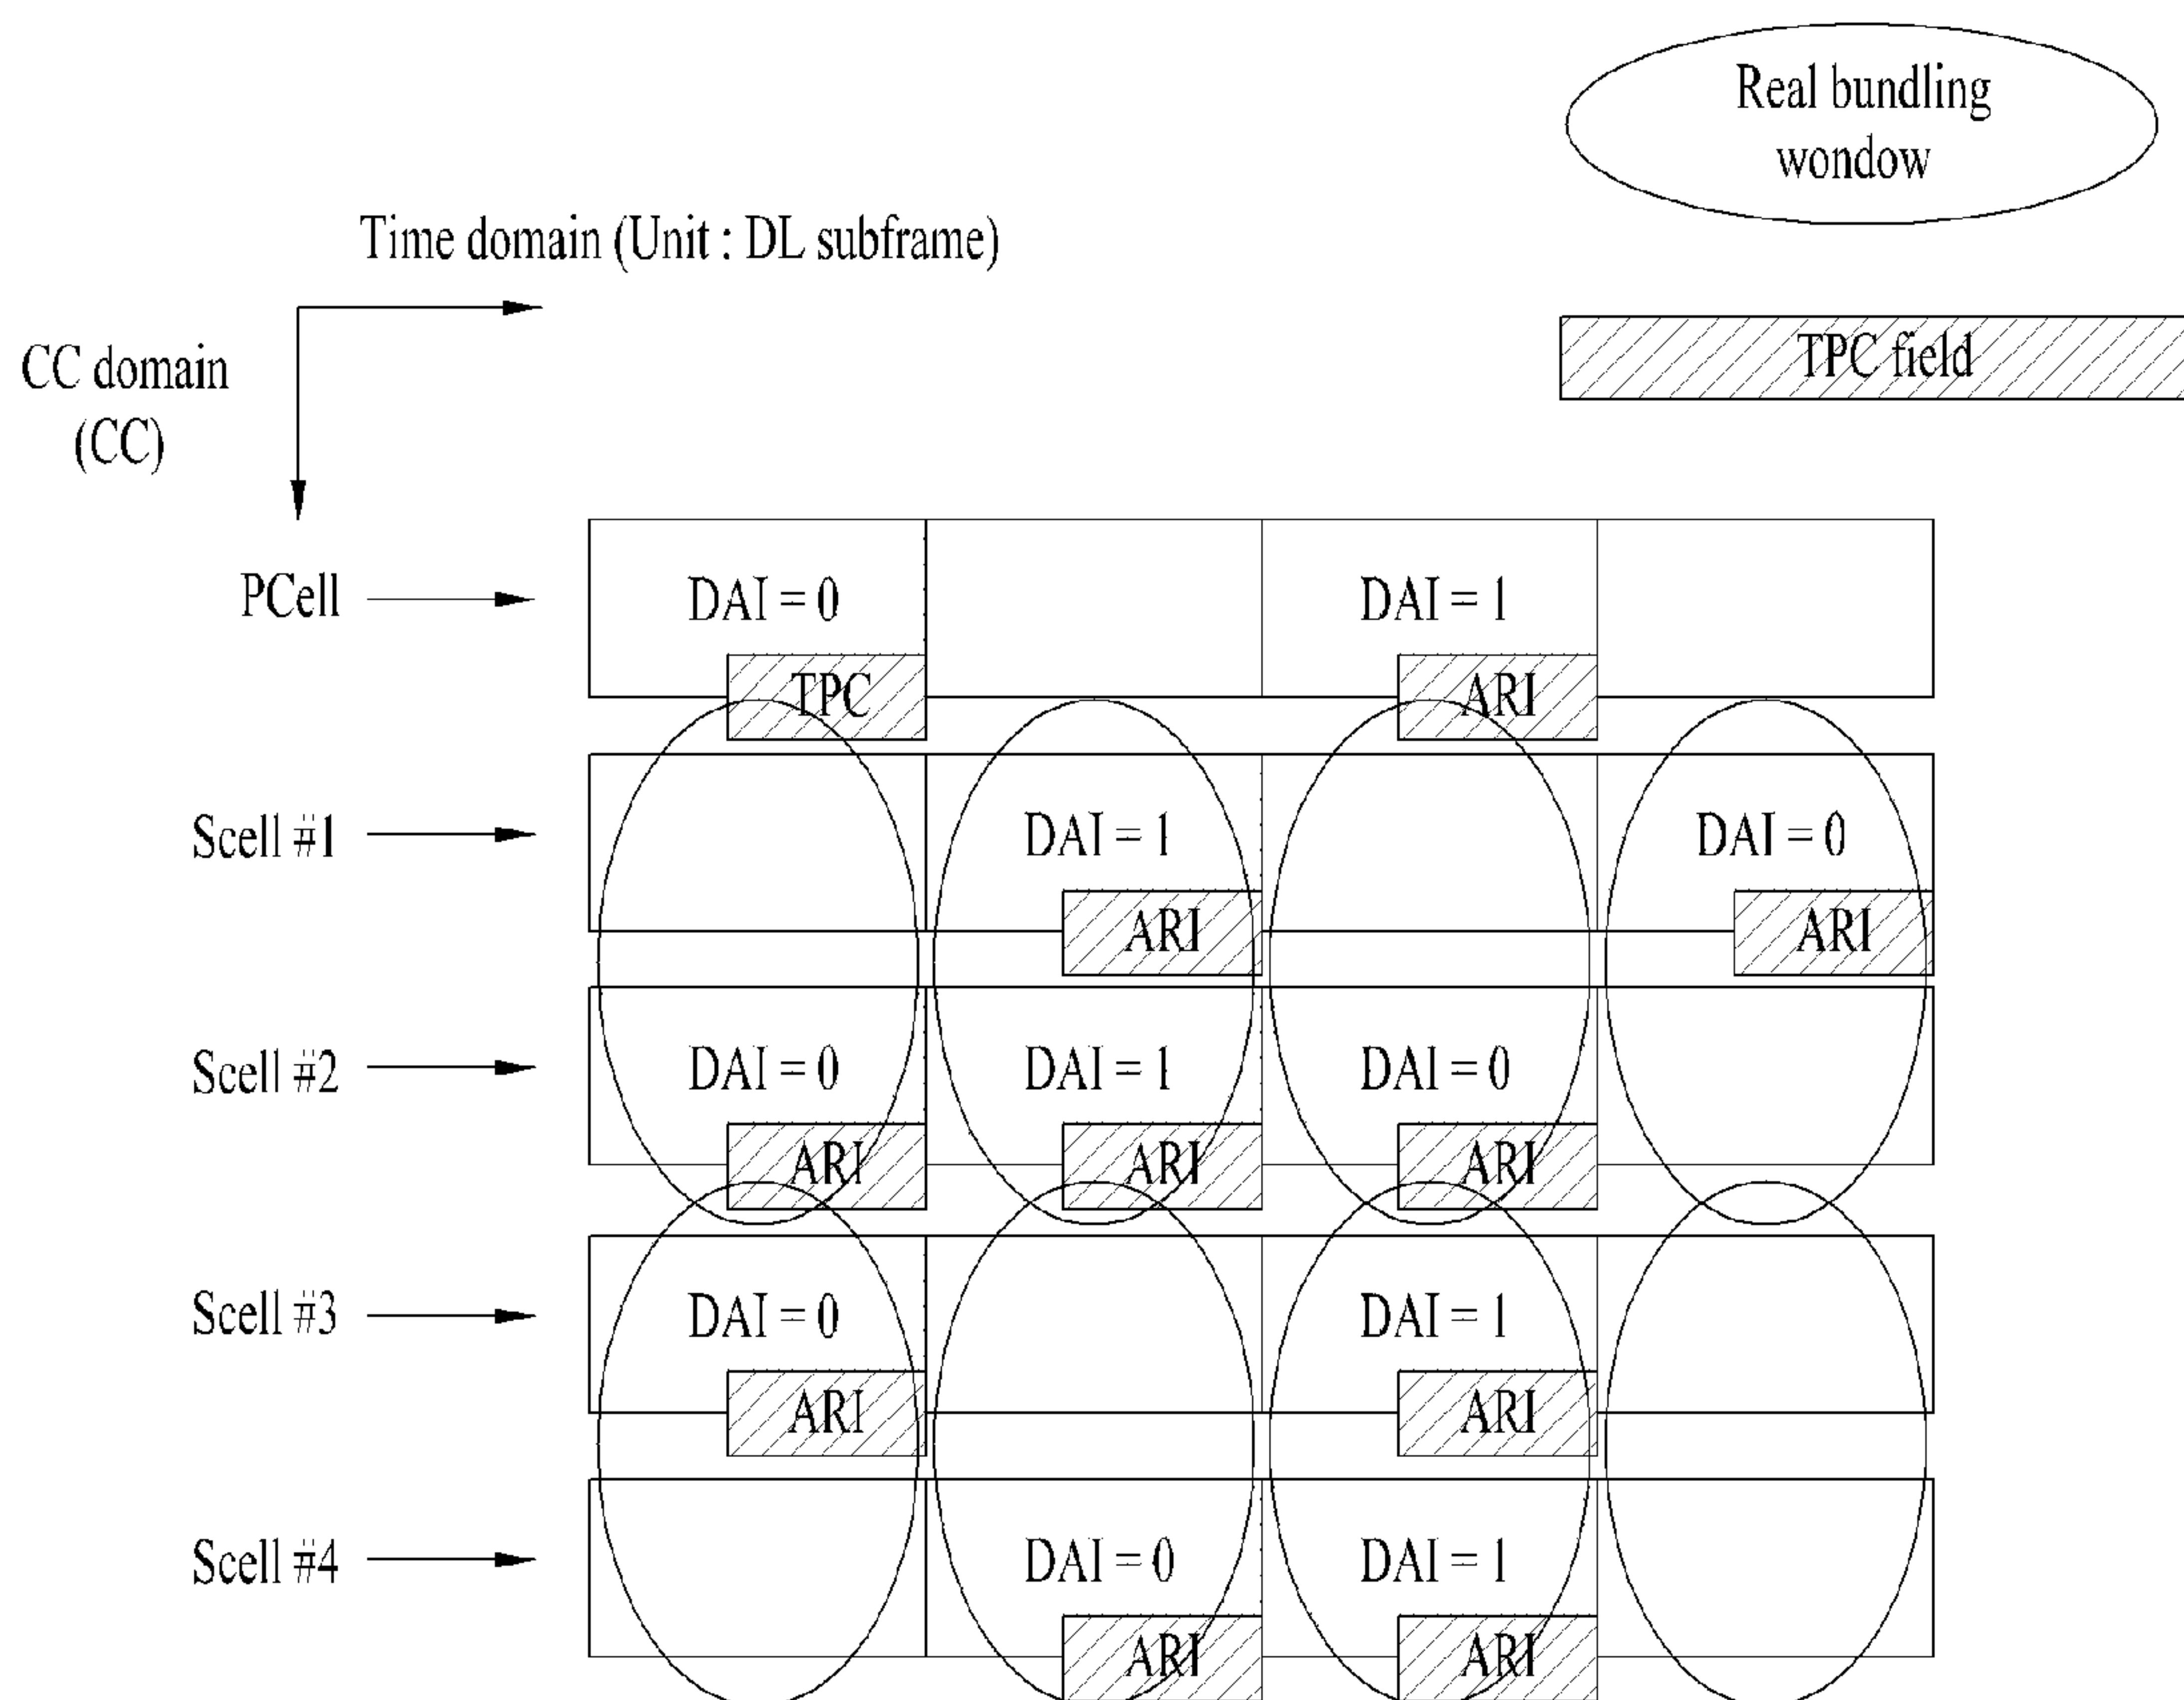 Real bundling
wondow
Time domain (Unit : DL subframe)
TPC field
CC domain
(CC)
PCell
DAI = 0
DAI = 1
TPC
ARI
Scell #1
DAI = 1
DAI = 0
ARI
ARI
Scell #2
DAI = 0
DAI = 1
DAI = 0
ARI
ARI
ARI
Scell #3
DAI = 0
DAI = 1
ARI
ARI
Scell #4
DAI = 0
DAI = 1
ARI
ARI